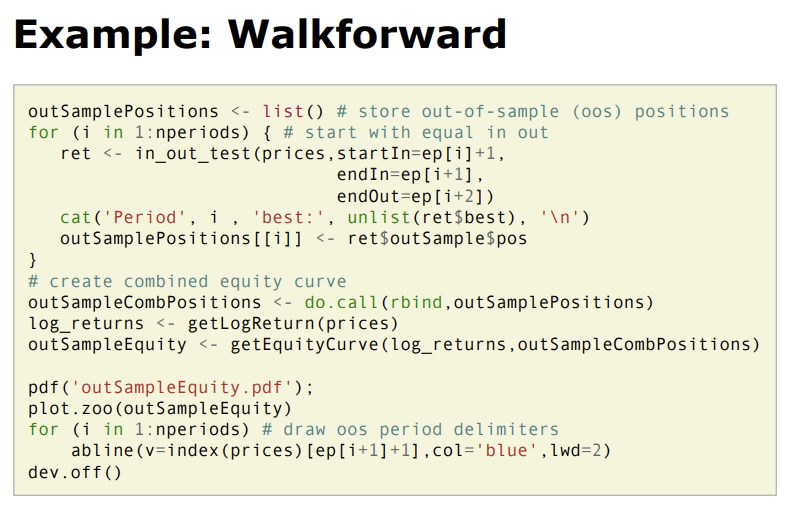 Example: Walkforward
outSamplePositions <- list() # store out-of-sample (oos) positions
for (i in 1:nperiods) { # start with equal in out
   ret <- in_out_test(prices,startIn=ep[i]+1,
                             endIn=ep[i+1],
                             endOut=ep[i+2])
   cat('Period', i , 'best:', unlist(ret$best), '\n')
   outSamplePositions[[i]] <- ret$outSample$pos
}
# create combined equity curve
outSampleCombPositions <- do.call(rbind,outSamplePositions)
log_returns <- getLogReturn(prices)
outSampleEquity <- getEquityCurve(log_returns,outSampleCombPositions)

pdf('outSampleEquity.pdf');
plot.zoo(outSampleEquity)
for (i in 1:nperiods) # draw oos period delimiters
    abline(v=index(prices)[ep[i+1]+1],col='blue',lwd=2)
dev.off()